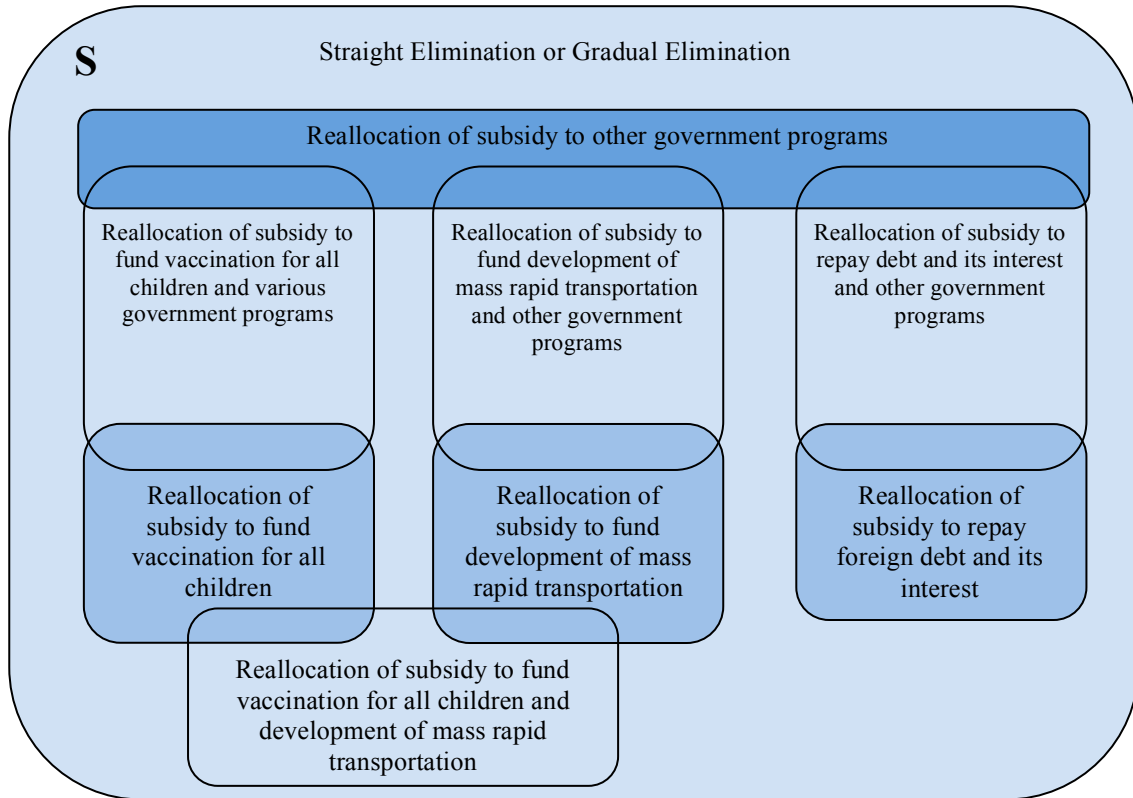 S
Straight Elimination or Gradual Elimination
Reallocation of subsidy to other government programs
Reallocation of subsidy to
fund vaccination for all
children and various
government programs
Reallocation of subsidy to
fund development of
mass rapid transportation
and other government
programs
Reallocation of subsidy to
repay debt and its interest
and other government
programs
Reallocation of
subsidy to fund
vaccination for all
children
Reallocation of
subsidy to fund
development of mass
rapid transportation
Reallocation of
subsidy to repay
foreign debt and its
interest
Reallocation of subsidy to fund
vaccination for all children and
development of mass rapid
transportation